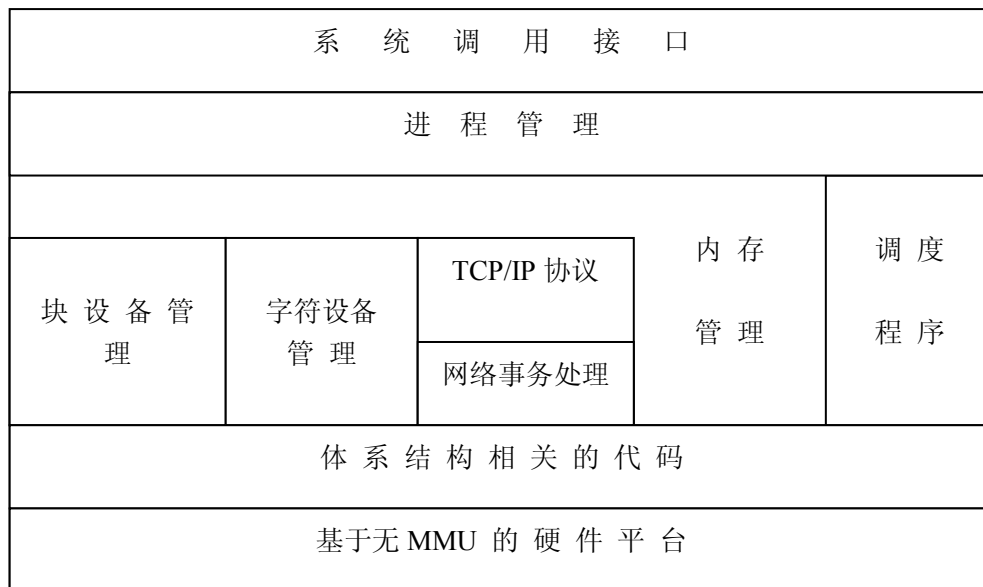 系 统 调 用 接 口
进 程 管 理
块 设 备 管
理
字符设备
管 理
TCP/IP 协议
网络事务处理
内 存
管 理
调 度
程 序
体 系 结 构 相 关 的 代 码
基于无 MMU 的 硬 件 平 台